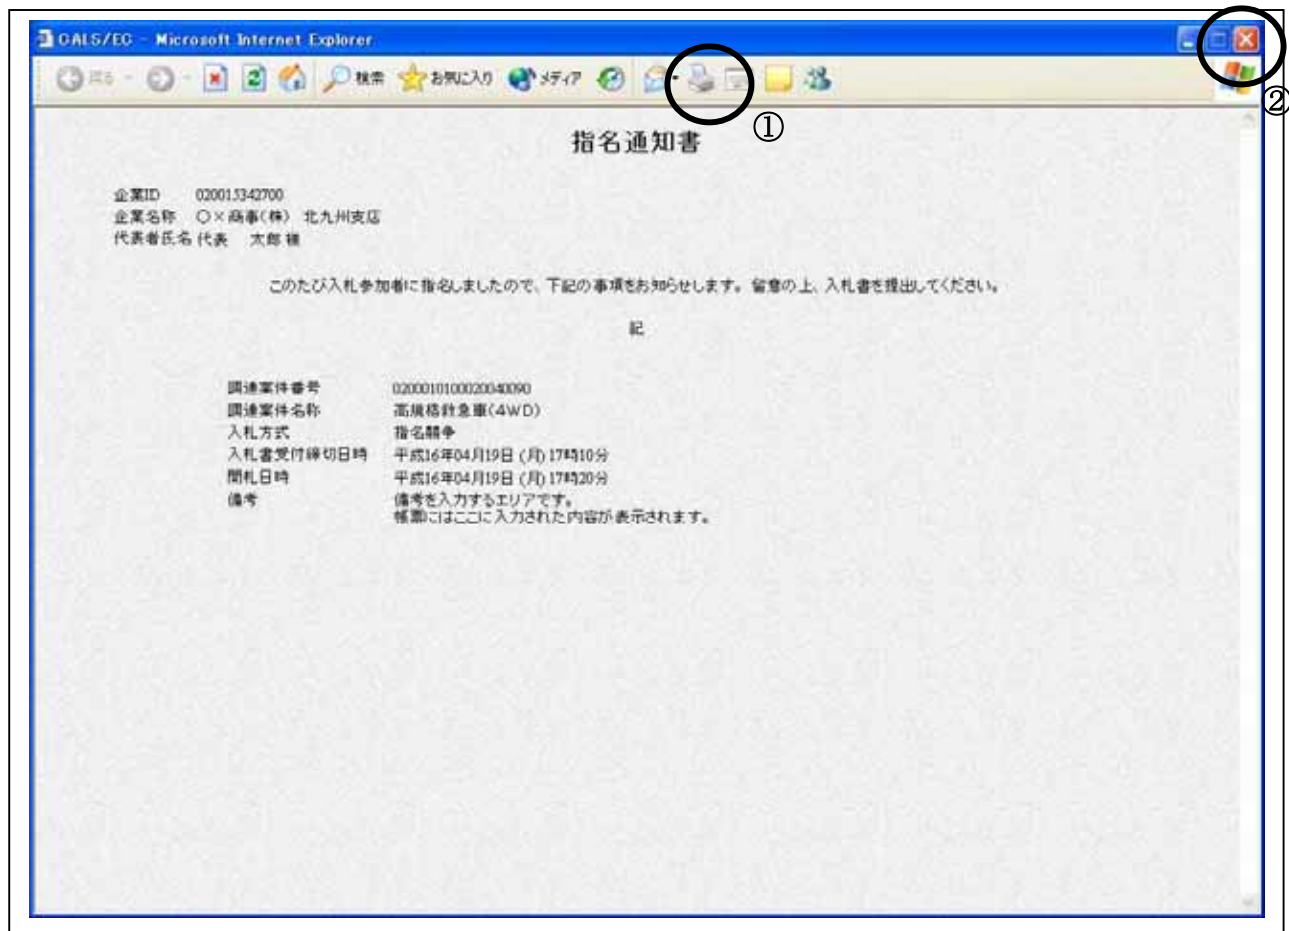 CALS/EC - Microsoft Internet Explorer
戻る 検索 お気に入り メディア
①
②
指名通知書
企業ID 020015342700
企業名称 ○×商事(株) 北九州支店
代表者氏名 代表 太郎 様
このたび入札参加者に指名しましたので、下記の事項をお知らせします。留意の上、入札書を提出してください。
記
調達案件番号 0200010100020040090
調達案件名称 高規格救急車(4WD)
入札方式 指名競争
入札書受付締切日時 平成16年04月19日 (月) 17時10分
開札日時 平成16年04月19日 (月) 17時20分
備考 備考を入力するエリアです。
帳票にはここに入力された内容が表示されます。